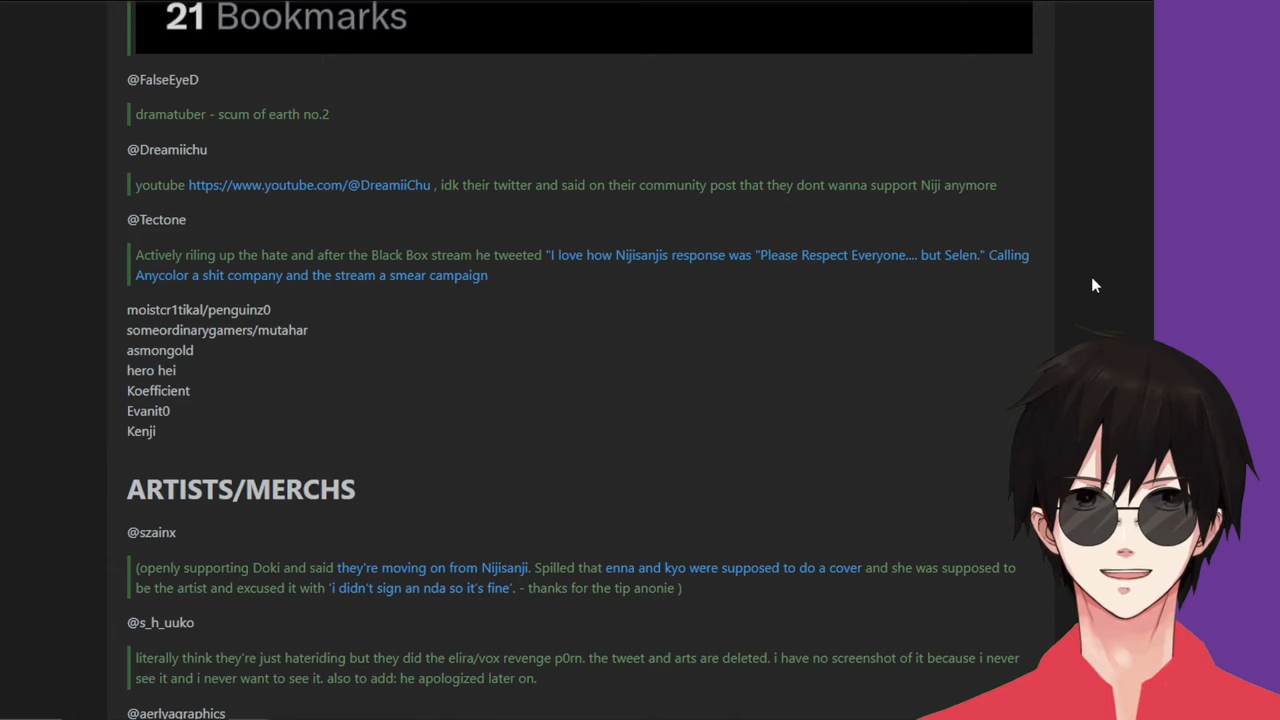 21 Bookmarks
@FalseEyeD
dramatuber - scum of earth no.2
@Dreamiichu
youtube https://www.youtube.com/@DreamiiChu , idk their twitter and said on their community post that they dont wanna support Niji anymore
@Tectone
Actively riling up the hate and after the Black Box stream he tweeted "I love how Nijisanjis response was "Please Respect Everyone.... but Selen." Calling
Anycolor a shit company and the stream a smear campaign
moistcr1tikal/penguinz0
someordinarygamers/mutahar
asmongold
hero hei
Koefficient
Evanit0
Kenji
ARTISTS/MERCHS
@szainx
(openly supporting Doki and said they're moving on from Nijisanji. Spilled that enna and kyo were supposed to do a cover and she was supposed to
be the artist and excused it with 'i didn't sign an nda so it's fine'. - thanks for the tip anonie )
@s_h_uuko
literally think they're just hateriding but they did the elira/vox revenge p0rn. the tweet and arts are deleted. i have no screenshot of it because i never
see it and i never want to see it. also to add: he apologized later on.
@aerlyagraphics